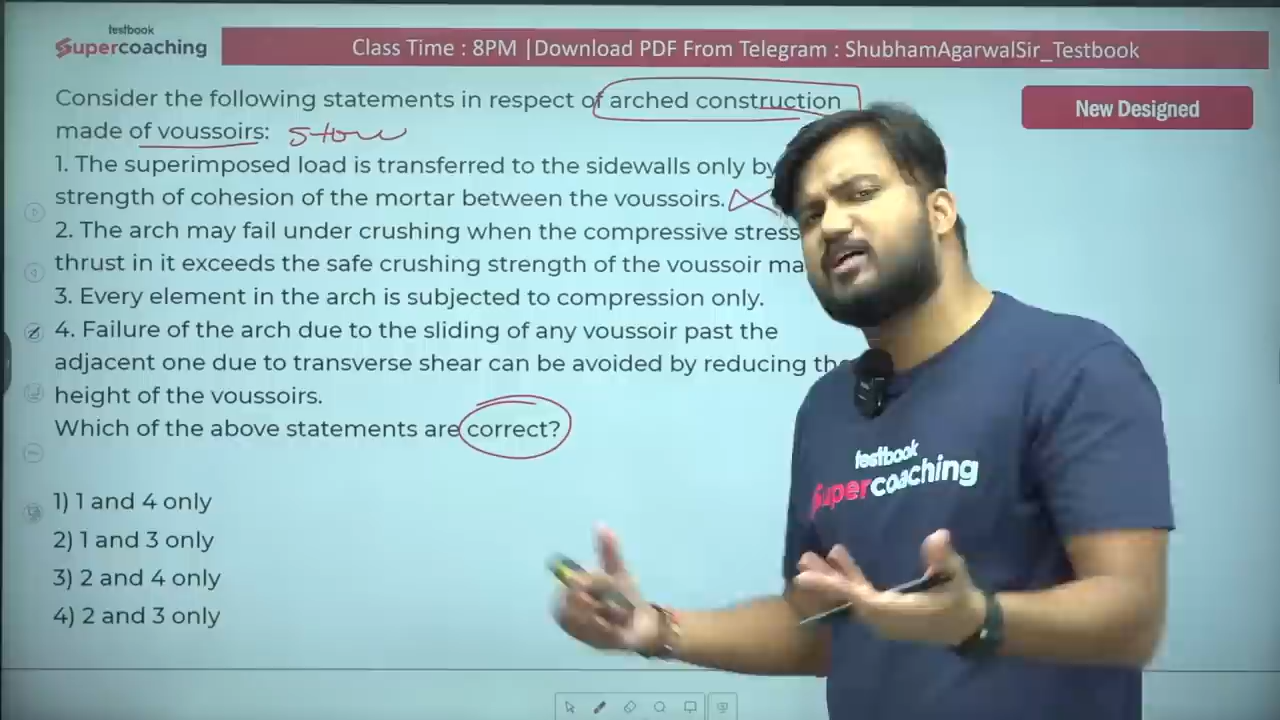 testbook
Supercoaching
Class Time : 8PM |Download PDF From Telegram : ShubhamAgarwalSir_Testbook
New Designed
Consider the following statements in respect of arched construction
made of voussoirs: stone
1. The superimposed load is transferred to the sidewalls only by
strength of cohesion of the mortar between the voussoirs.
2. The arch may fail under crushing when the compressive stress
thrust in it exceeds the safe crushing strength of the voussoir
3. Every element in the arch is subjected to compression only.
4. Failure of the arch due to the sliding of any voussoir past the
adjacent one due to transverse shear can be avoided by reducing the
height of the voussoirs.
Which of the above statements are correct?
1) 1 and 4 only
2) 1 and 3 only
3) 2 and 4 only
4) 2 and 3 only
testbook
Supercoaching